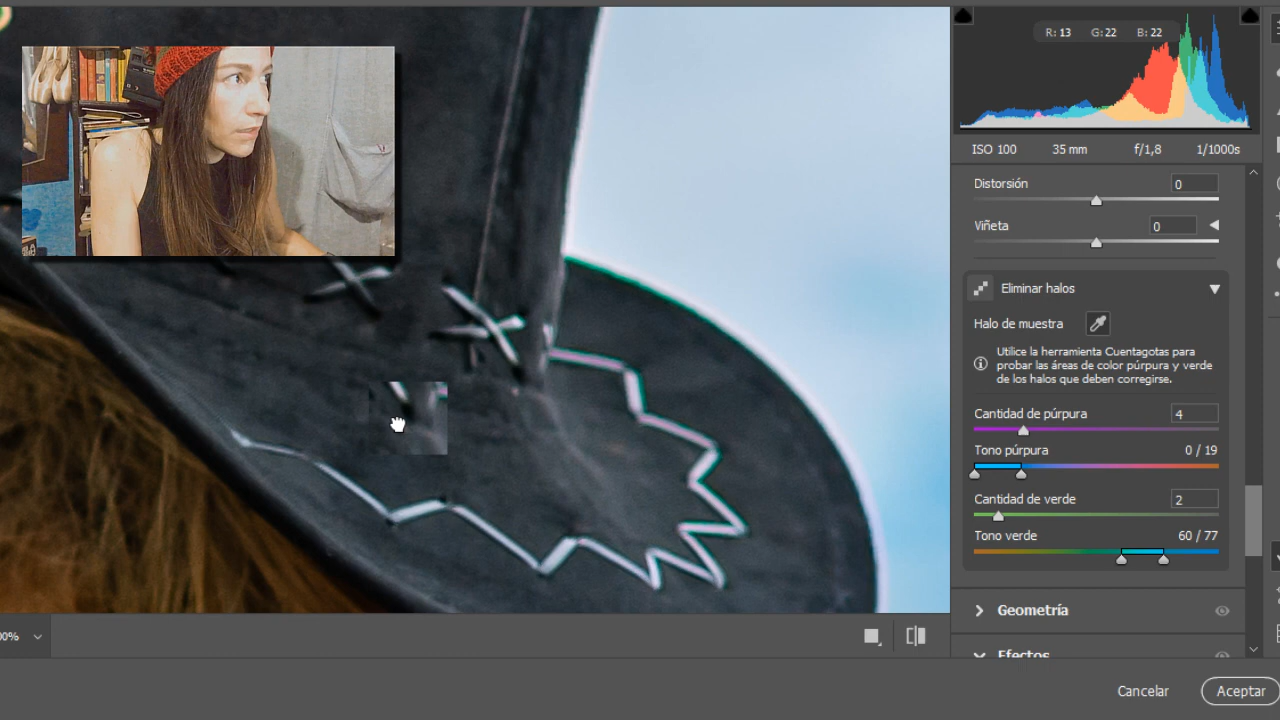 R: 13 G: 22 B: 22
ISO 100 35 mm f/1,8 1/1000s
Distorsión 0
Viñeta 0
Eliminar halos
Halo de muestra
Utilice la herramienta Cuentagotas para
probar las áreas de color púrpura y verde
de los halos que deben corregirse.
Cantidad de púrpura 4
Tono púrpura 0 / 19
Cantidad de verde 2
Tono verde 60 / 77
Geometría
Efectos
00%
Cancelar Aceptar